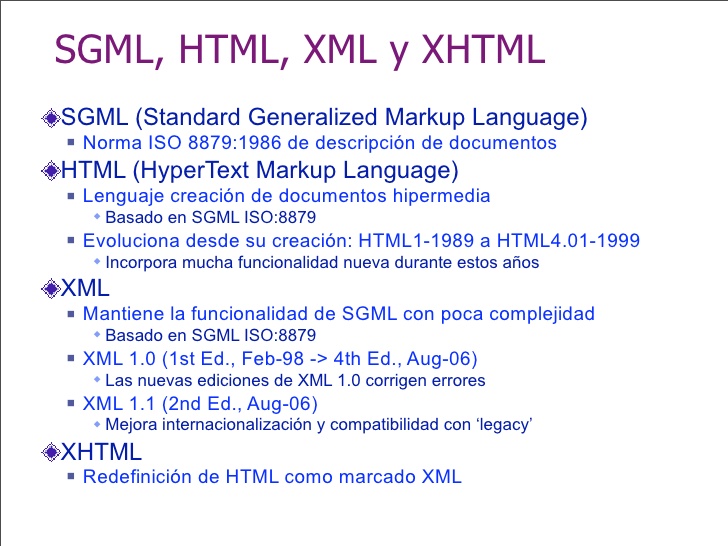 SGML, HTML, XML y XHTML
SGML (Standard Generalized Markup Language)
Norma ISO 8879:1986 de descripción de documentos
HTML (HyperText Markup Language)
Lenguaje creación de documentos hipermedia
Basado en SGML ISO:8879
Evoluciona desde su creación: HTML1-1989 a HTML4.01-1999
Incorpora mucha funcionalidad nueva durante estos años
XML
Mantiene la funcionalidad de SGML con poca complejidad
Basado en SGML ISO:8879
XML 1.0 (1st Ed., Feb-98 -> 4th Ed., Aug-06)
Las nuevas ediciones de XML 1.0 corrigen errores
XML 1.1 (2nd Ed., Aug-06)
Mejora internacionalización y compatibilidad con ‘legacy’
XHTML
Redefinición de HTML como marcado XML